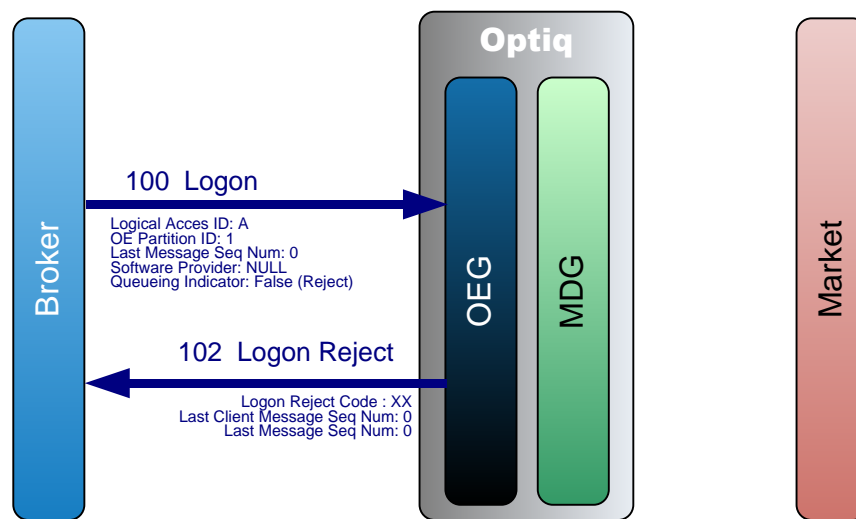 Optiq
Broker
100 Logon
Logical Acces ID: A
OE Partition ID: 1
Last Message Seq Num: 0
Software Provider: NULL
Queueing Indicator: False (Reject)
OEG
MDG
Market
102 Logon Reject
Logon Reject Code : XX
Last Client Message Seq Num: 0
Last Message Seq Num: 0